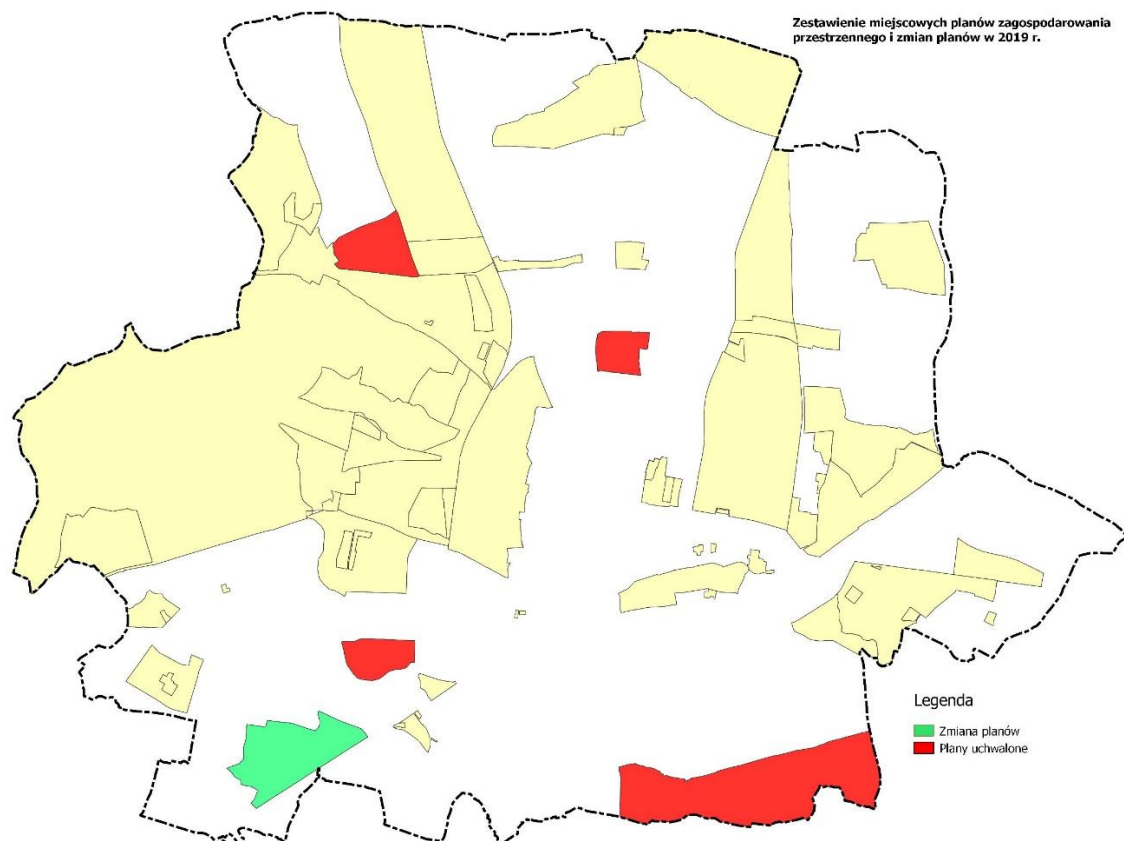 Zestawienie miejscowych planów zagospodarowania
przestrzennego i zmian planów w 2019 r.
Legenda
Zmiana planów
Plany uchwalone